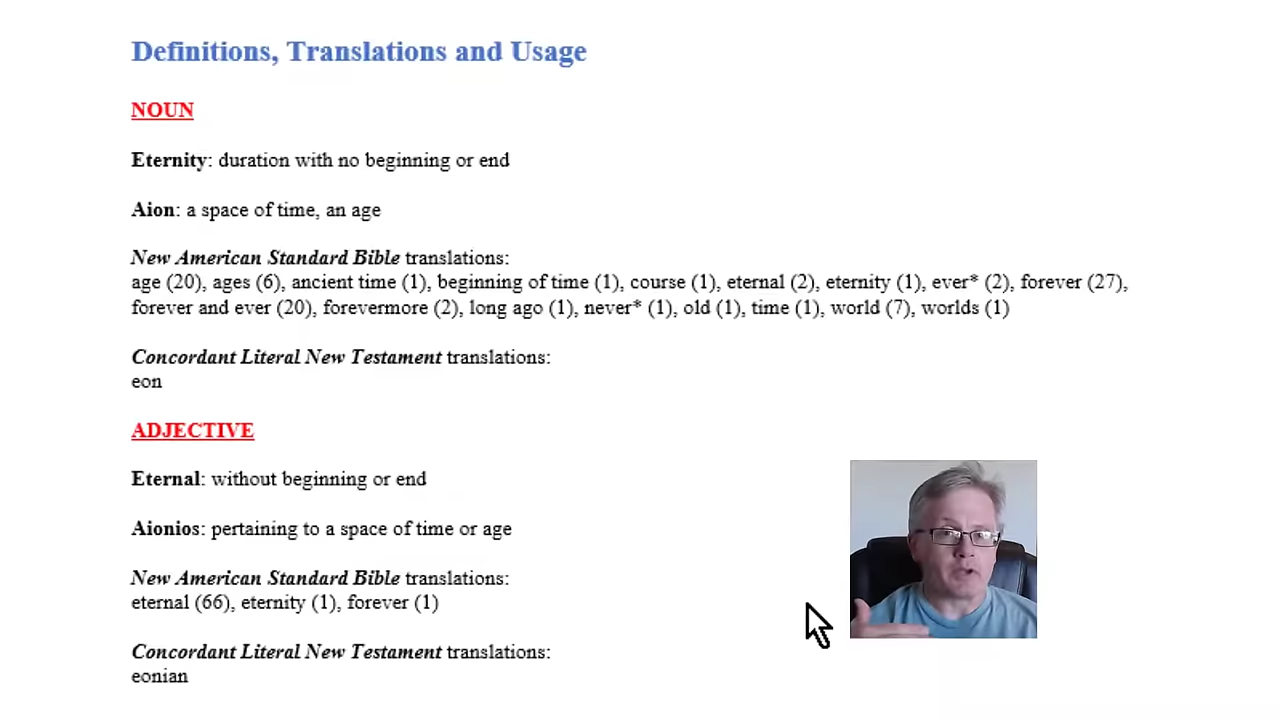 Definitions, Translations and Usage
NOUN
Eternity: duration with no beginning or end
Aion: a space of time, an age
New American Standard Bible translations:
age (20), ages (6), ancient time (1), beginning of time (1), course (1), eternal (2), eternity (1), ever* (2), forever (27),
forever and ever (20), forevermore (2), long ago (1), never* (1), old (1), time (1), world (7), worlds (1)
Concordant Literal New Testament translations:
eon
ADJECTIVE
Eternal: without beginning or end
Aionios: pertaining to a space of time or age
New American Standard Bible translations:
eternal (66), eternity (1), forever (1)
Concordant Literal New Testament translations:
eonian